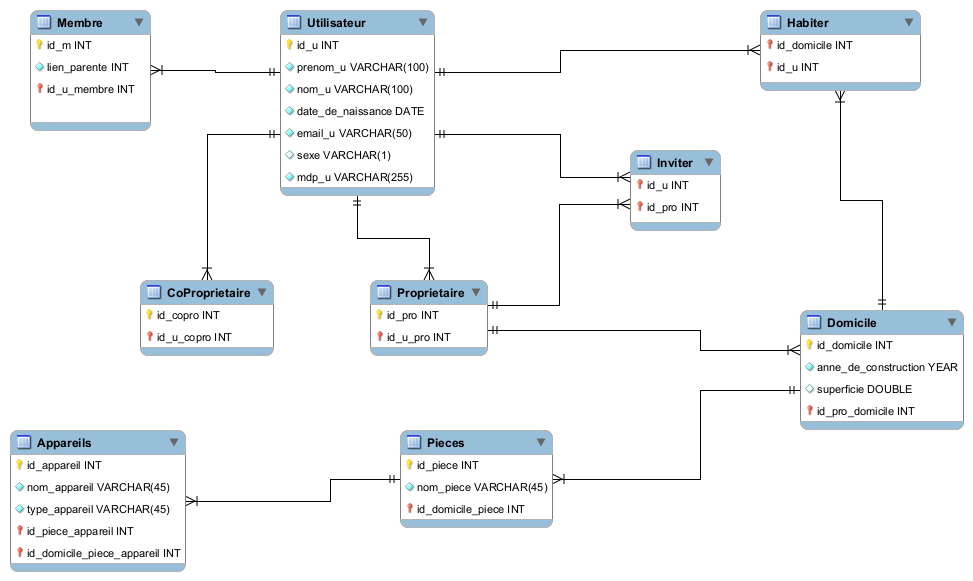 Membre
id_m INT
lien_parente INT
id_u_membre INT
Utilisateur
id_u INT
prenom_u VARCHAR(100)
nom_u VARCHAR(100)
date_de_naissance DATE
email_u VARCHAR(50)
sexe VARCHAR(1)
mdp_u VARCHAR(255)
Habiter
id_domicile INT
id_u INT
Inviter
id_u INT
id_pro INT
CoProprietaire
id_copro INT
id_u_copro INT
Proprietaire
id_pro INT
id_u_pro INT
Domicile
id_domicile INT
anne_de_construction YEAR
superficie DOUBLE
id_pro_domicile INT
Appareils
id_appareil INT
nom_appareil VARCHAR(45)
type_appareil VARCHAR(45)
id_piece_appareil INT
id_domicile_piece_appareil INT
Pieces
id_piece INT
nom_piece VARCHAR(45)
id_domicile_piece INT